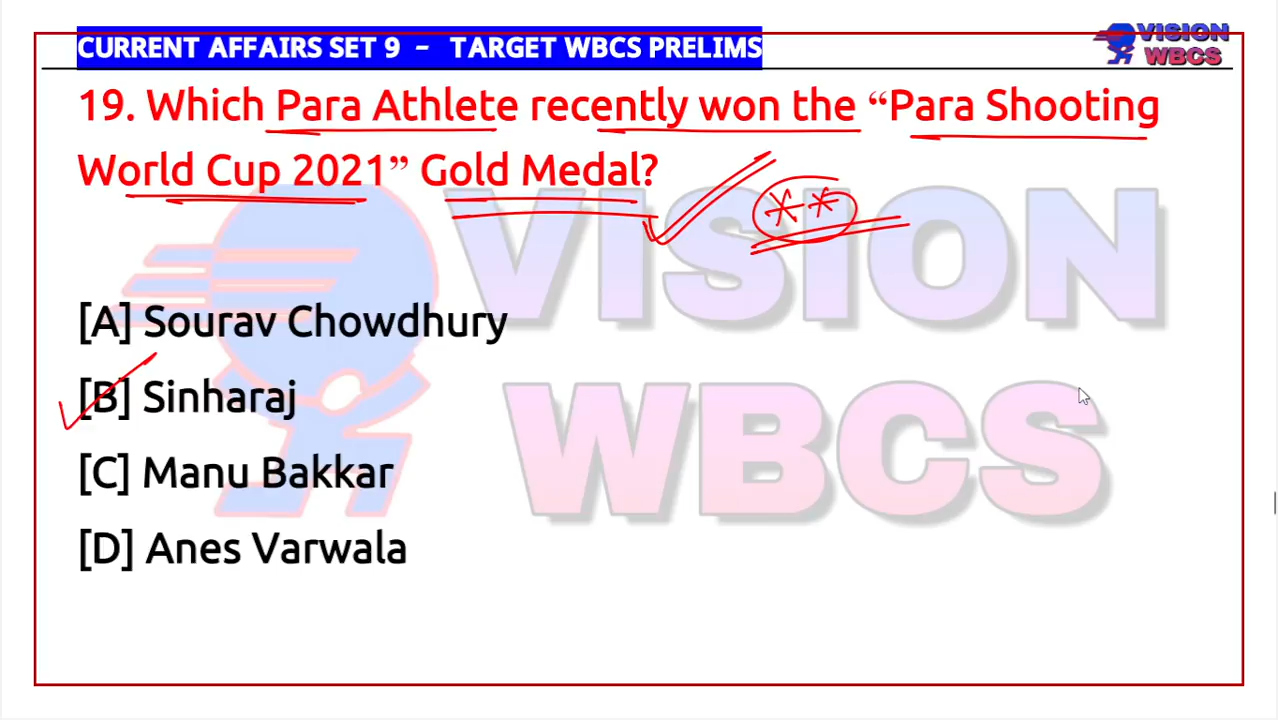 CURRENT AFFAIRS SET 9 - TARGET WBCS PRELIMS
VISION
WBCS
19. Which Para Athlete recently won the “Para Shooting
World Cup 2021” Gold Medal?
**
[A] Sourav Chowdhury
[B] Sinharaj
[C] Manu Bakkar
[D] Anes Varwala
VISION
WBCS